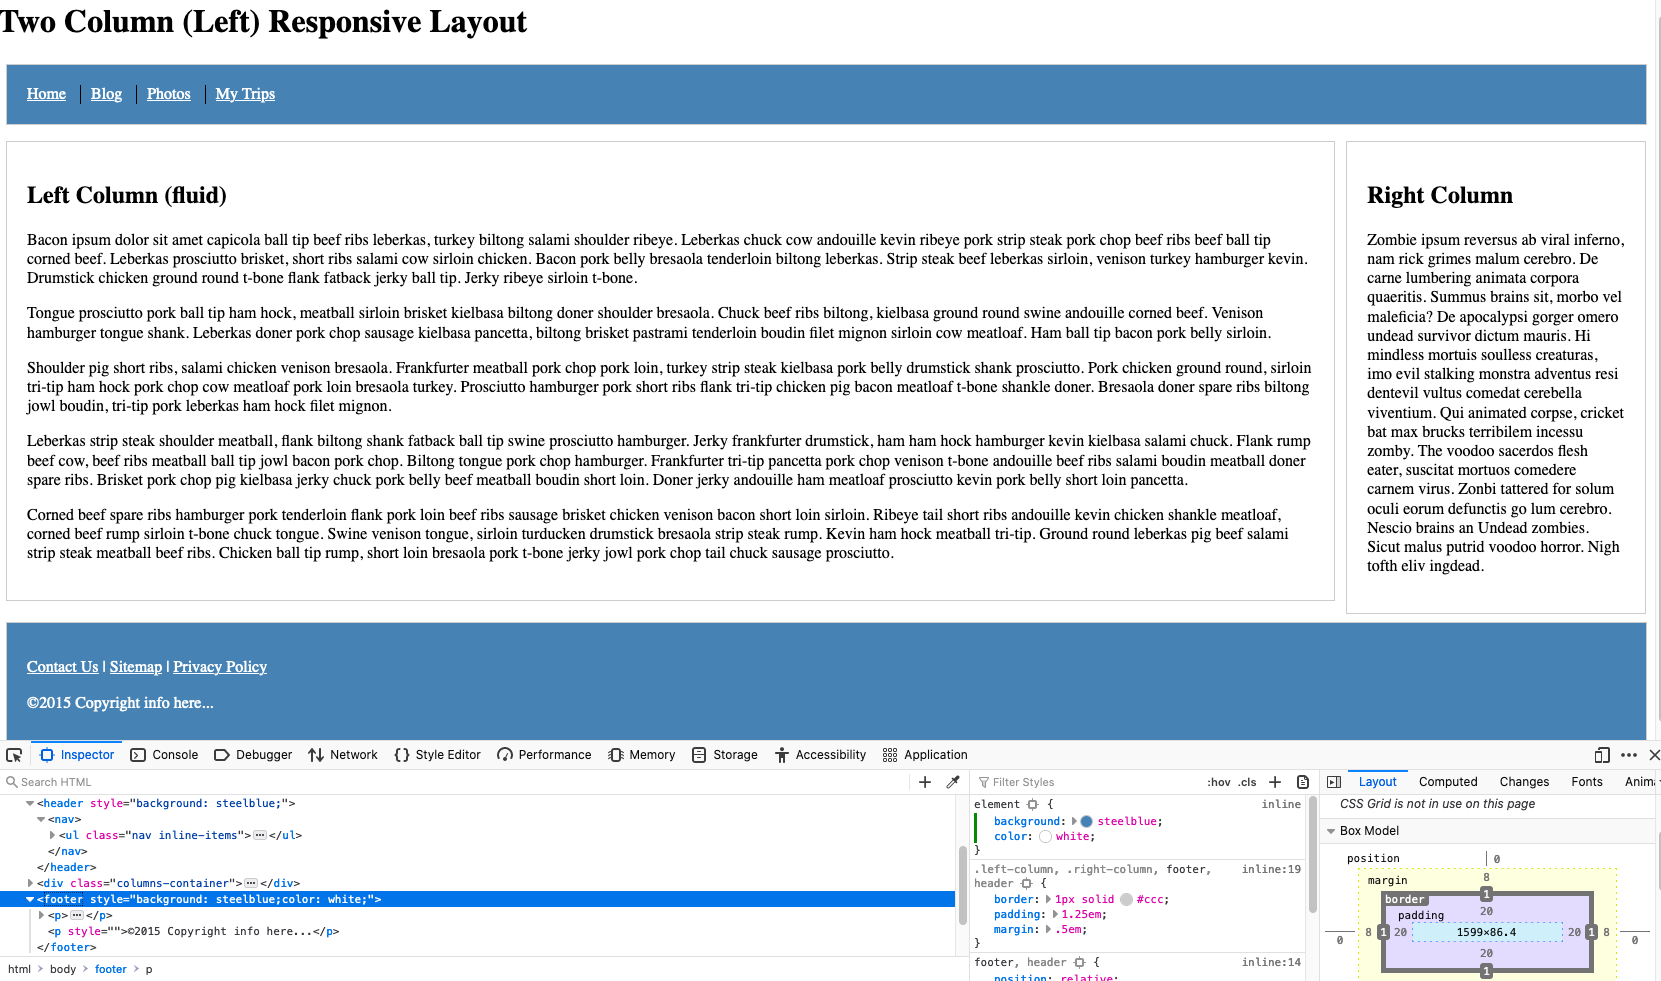 Two Column (Left) Responsive Layout
Home Blog Photos My Trips
Left Column (fluid)
Bacon ipsum dolor sit amet capicola ball tip beef ribs leberkas, turkey biltong salami shoulder ribeye. Leberkas chuck cow andouille kevin ribeye pork strip steak pork chop beef ribs beef ball tip
corned beef. Leberkas prosciutto brisket, short ribs salami cow sirloin chicken. Bacon pork belly bresaola tenderloin biltong leberkas. Strip steak beef leberkas sirloin, venison turkey hamburger kevin.
Drumstick chicken ground round t-bone flank fatback jerky ball tip. Jerky ribeye sirloin t-bone.
Tongue prosciutto pork ball tip ham hock, meatball sirloin brisket kielbasa biltong doner shoulder bresaola. Chuck beef ribs biltong, kielbasa ground round swine andouille corned beef. Venison
hamburger tongue shank. Leberkas doner pork chop sausage kielbasa pancetta, biltong brisket pastrami tenderloin boudin filet mignon sirloin cow meatloaf. Ham ball tip bacon pork belly sirloin.
Shoulder pig short ribs, salami chicken venison bresaola. Frankfurter meatball pork chop pork loin, turkey strip steak kielbasa pork belly drumstick shank prosciutto. Pork chicken ground round, sirloin
tri-tip ham hock pork chop cow meatloaf pork loin bresaola turkey. Prosciutto hamburger pork short ribs flank tri-tip chicken pig bacon meatloaf t-bone shankle doner. Bresaola doner spare ribs biltong
jowl boudin, tri-tip pork leberkas ham hock filet mignon.
Leberkas strip steak shoulder meatball, flank biltong shank fatback ball tip swine prosciutto hamburger. Jerky frankfurter drumstick, ham ham hock hamburger kevin kielbasa salami chuck. Flank rump
beef cow, beef ribs meatball ball tip jowl bacon pork chop. Biltong tongue pork chop hamburger. Frankfurter tri-tip pancetta pork chop venison t-bone andouille beef ribs salami boudin meatball doner
spare ribs. Brisket pork chop pig kielbasa jerky chuck pork belly beef meatball boudin short loin. Doner jerky andouille ham meatloaf prosciutto kevin pork belly short loin pancetta.
Corned beef spare ribs hamburger pork tenderloin flank pork loin beef ribs sausage brisket chicken venison bacon short loin sirloin. Ribeye tail short ribs andouille kevin chicken shankle meatloaf,
corned beef rump sirloin t-bone chuck tongue. Swine venison tongue, sirloin turducken drumstick bresaola strip steak rump. Kevin ham hock meatball tri-tip. Ground round leberkas pig beef salami
strip steak meatball beef ribs. Chicken ball tip rump, short loin bresaola pork t-bone jerky jowl pork chop tail chuck sausage prosciutto.
Right Column
Zombie ipsum reversus ab viral inferno,
nam rick grimes malum cerebro. De
carne lumbering animata corpora
quaeritis. Summus brains sit, morbo vel
maleficia? De apocalypsi gorger omero
undead survivor dictum mauris. Hi
mindless mortuis soulless creaturas,
imo evil stalking monstra adventus resi
dentevil vultus comedat cerebella
viventium. Qui animated corpse, cricket
bat max brucks terribilem incessu
zomby. The voodoo sacerdos flesh
eater, suscitat mortuos comedere
carnem virus. Zonbi tattered for solum
oculi eorum defunctis go lum cerebro.
Nescio brains an Undead zombies.
Sicut malus putrid voodoo horror. Nigh
tofth eliv ingdead.
Contact Us | Sitemap | Privacy Policy
©2015 Copyright info here...
Inspector Console Debugger Network Style Editor Performance Memory Storage Accessibility Application
Search HTML
<header style="background: steelblue;">
<nav>
<ul class="nav inline-items">...</ul>
</nav>
</header>
<div class="columns-container">...</div>
<footer style="background: steelblue;color: white;">
<p>...</p>
<p style="">©2015 Copyright info here...</p>
</footer>
html > body > footer > p
Filter Styles :hov .cls
element { inline
background: steelblue;
color: white;
}
.left-column, .right-column, footer, inline:19
header {
border: 1px solid #ccc;
padding: 1.25em;
margin: .5em;
}
footer, header { inline:14
position: relative;
Layout Computed Changes Fonts Anim
CSS Grid is not in use on this page
Box Model
position 0
margin 8
border 1
padding 20
0 8 1 20 1599×86.4 20 1 8 0
20
1